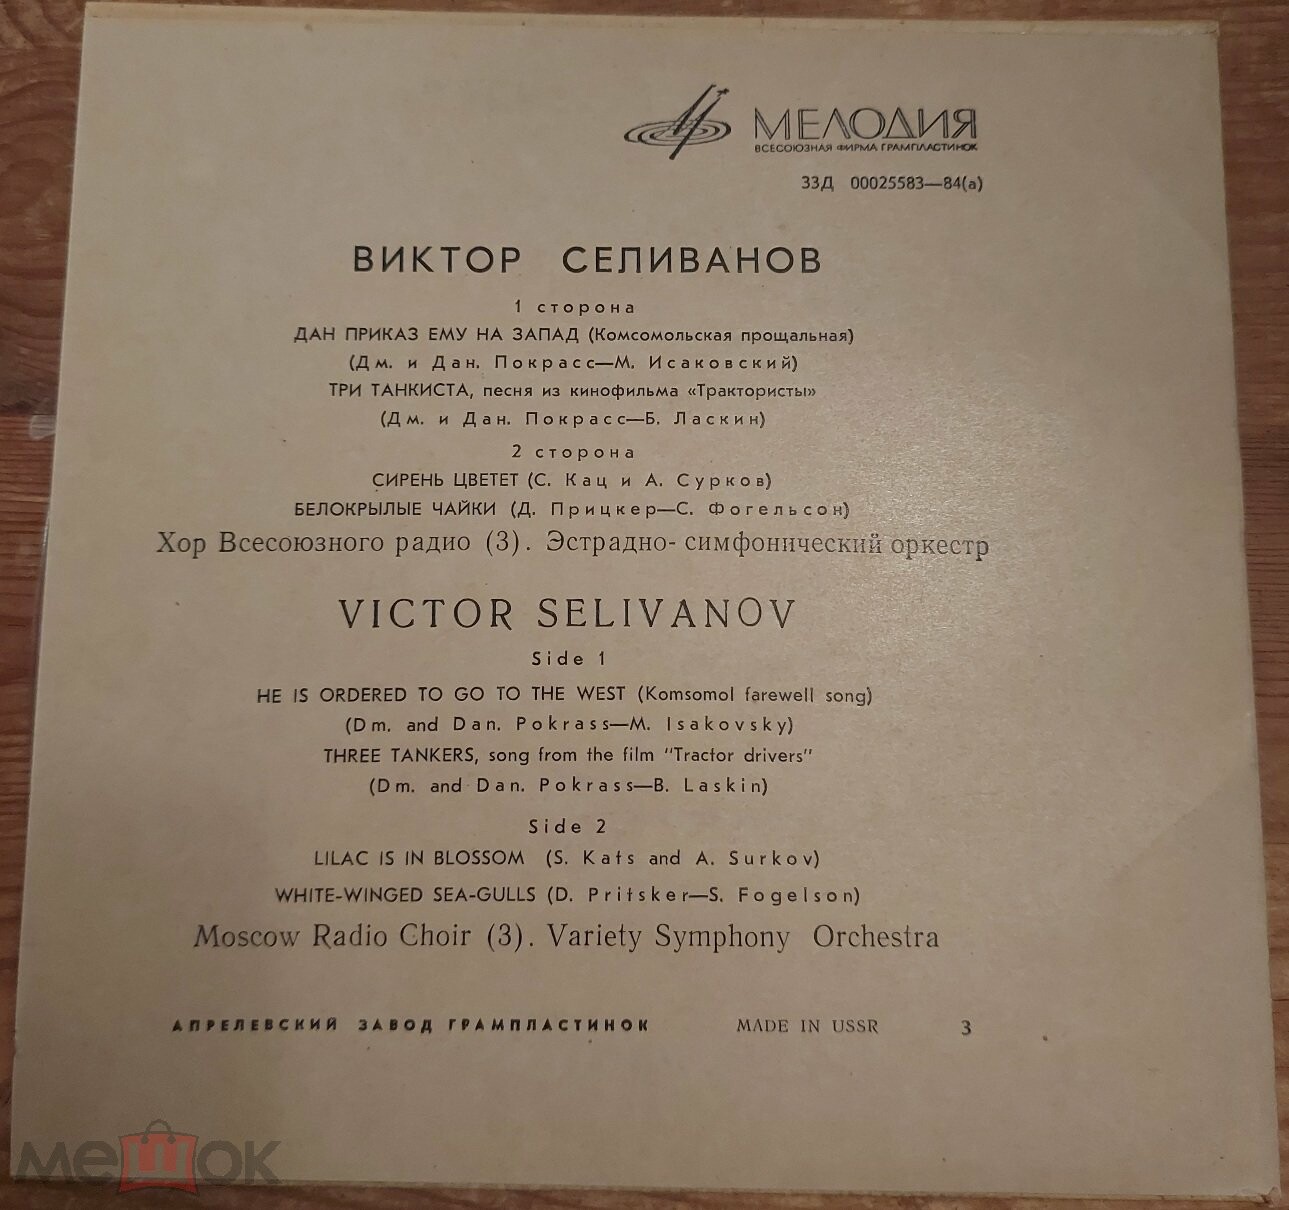 МЕЛОДИЯ
ВСЕСОЮЗНАЯ ФИРМА ГРАМПЛАСТИНОК
33Д 00025583—84(а)
ВИКТОР СЕЛИВАНОВ
1 сторона
ДАН ПРИКАЗ ЕМУ НА ЗАПАД (Комсомольская прощальная)
(Дм. и Дан. Покрасс—М. Исаковский)
ТРИ ТАНКИСТА, песня из кинофильма «Трактористы»
(Дм. и Дан. Покрасс—Б. Ласкин)
2 сторона
СИРЕНЬ ЦВЕТЕТ (С. Кац и А. Сурков)
БЕЛОКРЫЛЫЕ ЧАЙКИ (Д. Прицкер—С. Фогельсон)
Хор Всесоюзного радио (3). Эстрадно- симфонический оркестр
VICTOR SELIVANOV
Side 1
HE IS ORDERED TO GO TO THE WEST (Komsomol farewell song)
(Dm. and Dan. Pokrass—M. Isakovsky)
THREE TANKERS, song from the film "Tractor drivers"
(Dm. and Dan. Pokrass—B. Laskin)
Side 2
LILAC IS IN BLOSSOM (S. Kats and A. Surkov)
WHITE-WINGED SEA-GULLS (D. Pritsker—S. Fogelson)
Moscow Radio Choir (3). Variety Symphony Orchestra
АПРЕЛЕВСКИЙ ЗАВОД ГРАМПЛАСТИНОК MADE IN USSR 3
мешок